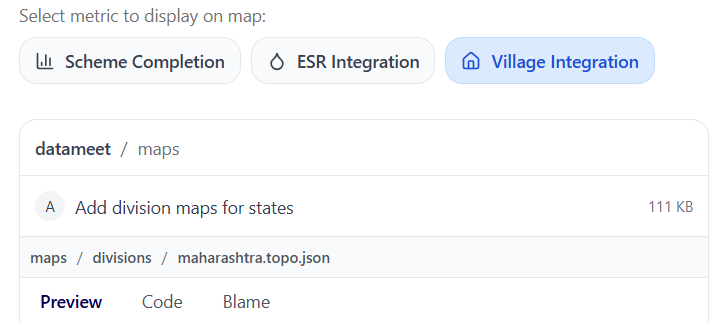 Select metric to display on map:
Scheme Completion ESR Integration Village Integration
datameet / maps
A Add division maps for states 111 KB
maps / divisions / maharashtra.topo.json
Preview Code Blame